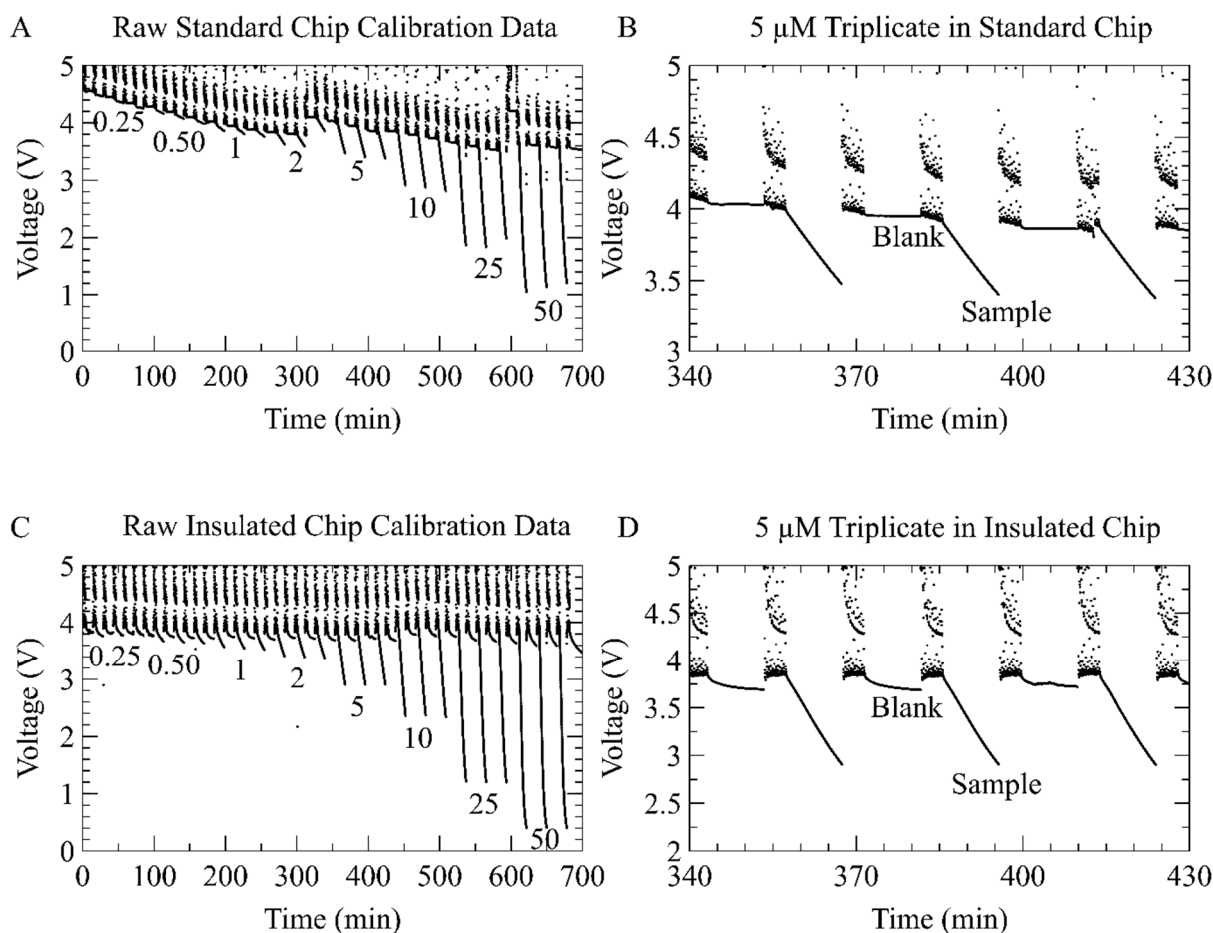 A Raw Standard Chip Calibration Data
5
4
3
2
1
0
Voltage (V)
0.25
0.50
1
2
5
10
25
50
0 100 200 300 400 500 600 700
Time (min)
B 5 µM Triplicate in Standard Chip
5
4.5
4
3.5
3
Voltage (V)
Blank
Sample
340 370 400 430
Time (min)
C Raw Insulated Chip Calibration Data
5
4
3
2
1
0
Voltage (V)
0.25
0.50
1
2
5
10
25
50
0 100 200 300 400 500 600 700
Time (min)
D 5 µM Triplicate in Insulated Chip
5
4.5
4
3.5
3
2.5
2
Voltage (V)
Blank
Sample
340 370 400 430
Time (min)